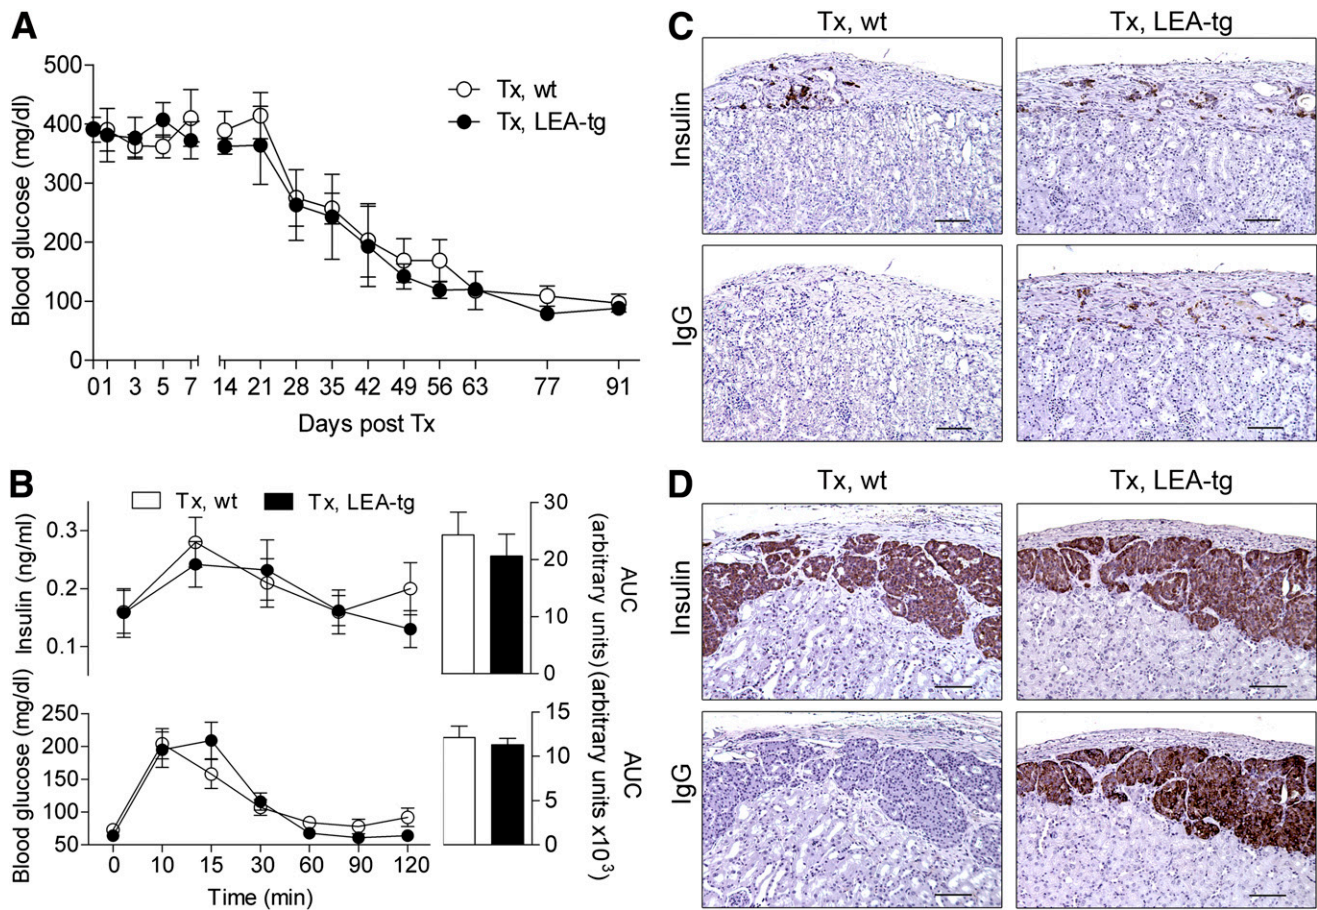 A
500
400
300
200
100
0
Blood glucose (mg/dl)
Tx, wt
Tx, LEA-tg
0 1 3 5 7 14 21 28 35 42 49 56 63 77 91
Days post Tx
B
Tx, wt
Tx, LEA-tg
0.3
0.2
0.1
Insulin (ng/ml)
30
20
10
0
AUC
(arbitrary units)
250
200
150
100
50
Blood glucose (mg/dl)
0 10 15 30 60 90 120
Time (min)
15
10
5
0
AUC
(arbitrary units x10³)
C
Tx, wt
Tx, LEA-tg
Insulin
IgG
D
Tx, wt
Tx, LEA-tg
Insulin
IgG